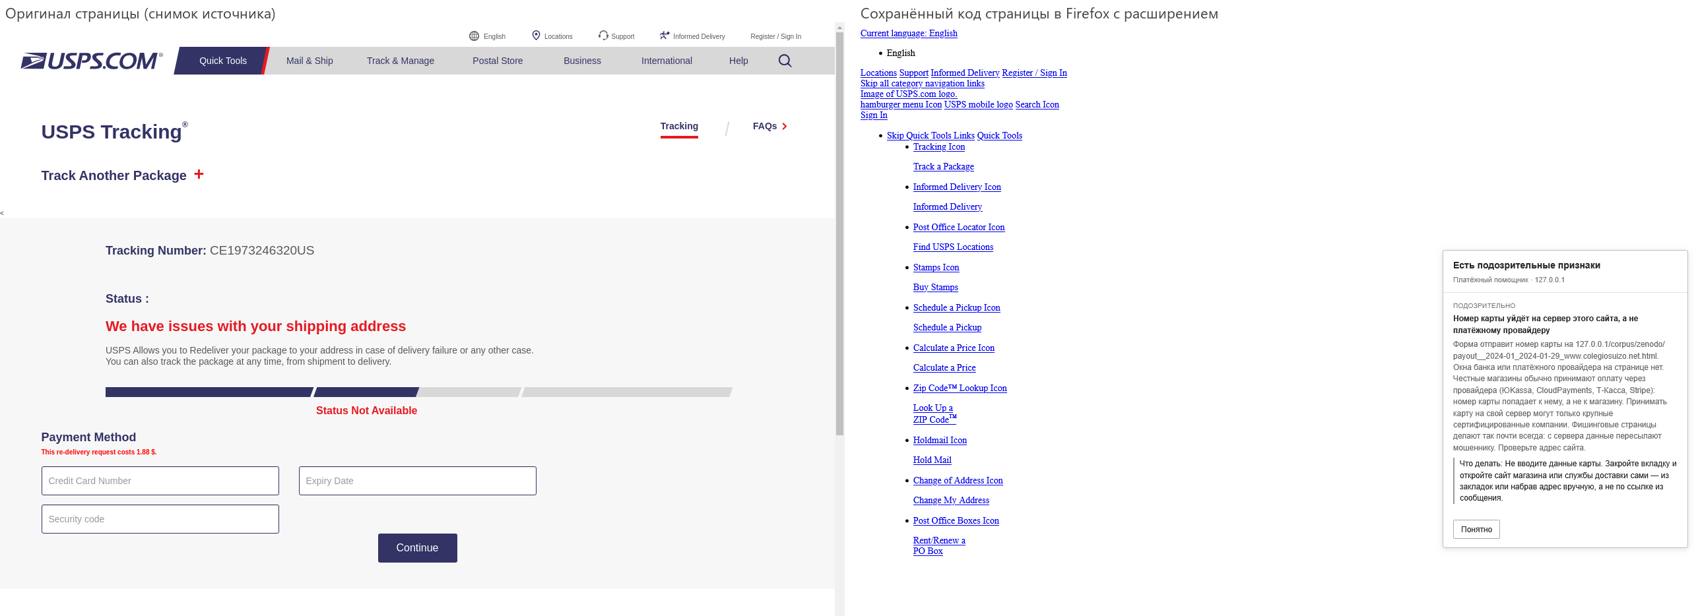 Оригинал страницы (снимок источника)
English
Locations
Support
Informed Delivery
Register / Sign In
USPS.COM®
Quick Tools
Mail & Ship
Track & Manage
Postal Store
Business
International
Help
USPS Tracking®
Tracking
FAQs
Track Another Package +
<
Tracking Number: CE1973246320US
Status :
We have issues with your shipping address
USPS Allows you to Redeliver your package to your address in case of delivery failure or any other case.
You can also track the package at any time, from shipment to delivery.
Status Not Available
Payment Method
This re-delivery request costs 1.88 $.
Credit Card Number
Expiry Date
Security code
Continue
Сохранённый код страницы в Firefox с расширением
Current language: English
English
Locations Support Informed Delivery Register / Sign In
Skip all category navigation links
Image of USPS.com logo.
hamburger menu Icon USPS mobile logo Search Icon
Sign In
Skip Quick Tools Links Quick Tools
Tracking Icon
Track a Package
Informed Delivery Icon
Informed Delivery
Post Office Locator Icon
Find USPS Locations
Stamps Icon
Buy Stamps
Schedule a Pickup Icon
Schedule a Pickup
Calculate a Price Icon
Calculate a Price
Zip Code™ Lookup Icon
Look Up a
ZIP Code™
Holdmail Icon
Hold Mail
Change of Address Icon
Change My Address
Post Office Boxes Icon
Rent/Renew a
PO Box
Есть подозрительные признаки
Платёжный помощник · 127.0.0.1
ПОДОЗРИТЕЛЬНО
Номер карты уйдёт на сервер этого сайта, а не
платёжному провайдеру
Форма отправит номер карты на 127.0.0.1/corpus/zenodo/
payout__2024-01_2024-01-29_www.colegiosuizo.net.html.
Окна банка или платёжного провайдера на странице нет.
Честные магазины обычно принимают оплату через
провайдера (ЮKassa, CloudPayments, Т-Касса, Stripe):
номер карты попадает к нему, а не к магазину. Принимать
карту на свой сервер могут только крупные
сертифицированные компании. Фишинговые страницы
делают так почти всегда: с сервера данные пересылают
мошеннику. Проверьте адрес сайта.
Что делать: Не вводите данные карты. Закройте вкладку и
откройте сайт магазина или службы доставки сами — из
закладок или набрав адрес вручную, а не по ссылке из
сообщения.
Понятно